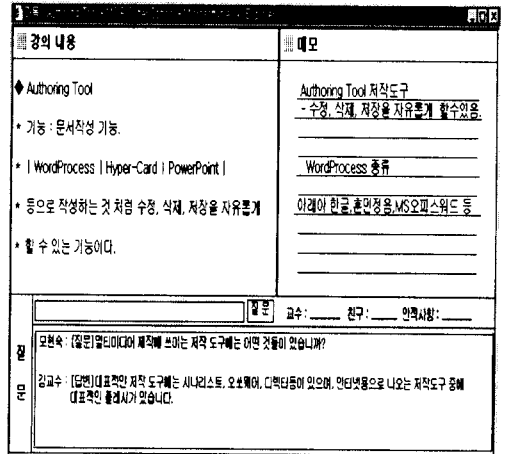 강의 내용
◆ Authoring Tool
* 기능 : 문서작성 기능.
* | WordProcess | Hyper-Card | PowerPoint |
* 등으로 작성하는 것 처럼 수정, 삭제, 저장을 자유롭게
* 할 수 있는 기능이다.
메모
Authoring Tool 저작도구
- 수정, 삭제, 저장을 자유롭게 할수있음.
WordProcess 종류
아래아 한글,훈민정음,MS오피스워드 등
질문
교수 : 친구 : 인적사항 :
질문
모현숙 : [질문]멀티미디어 제작에 쓰이는 저작 도구에는 어떤 것들이 있습니까?
김교수 : [답변]대표적인 저작 도구에는 시나리스트, 오쏘웨어, 디렉터등이 있으며, 인터넷용으로 나오는 저작도구 중에
대표적인 플래시가 있습니다.